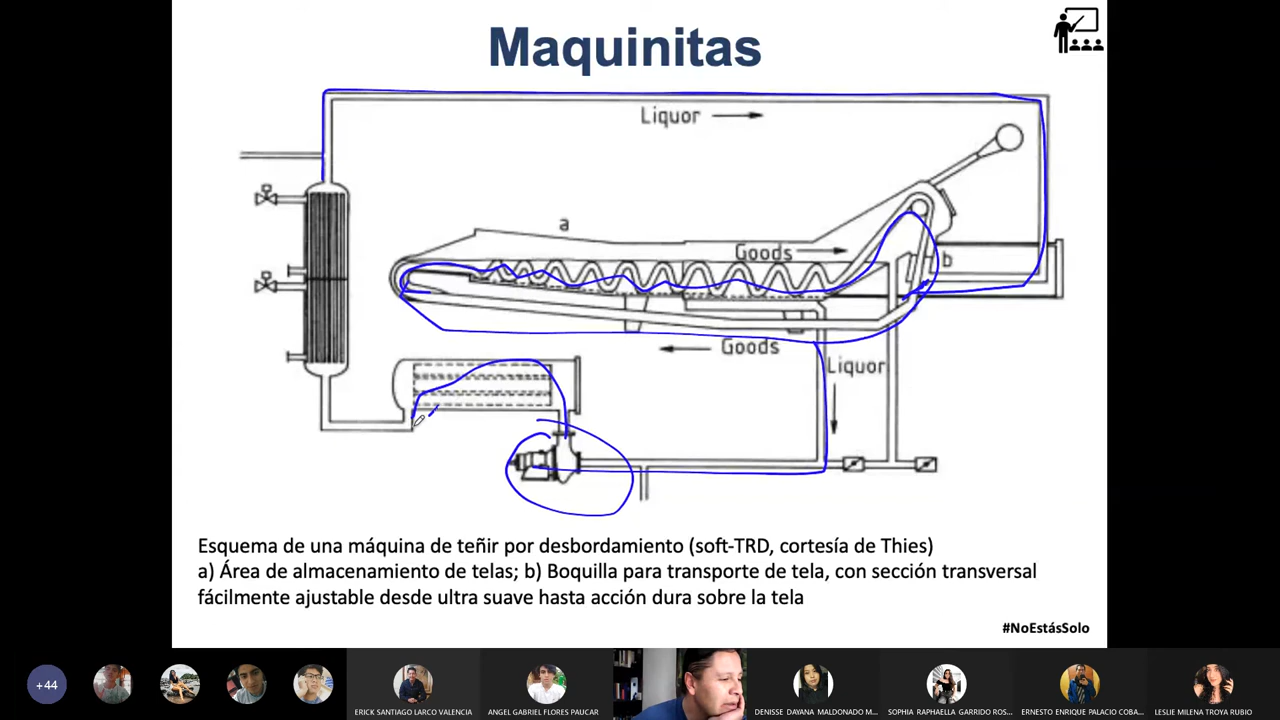 Maquinitas
Liquor
a
Goods
b
Goods
Liquor
Esquema de una máquina de teñir por desbordamiento (soft-TRD, cortesía de Thies)
a) Área de almacenamiento de telas; b) Boquilla para transporte de tela, con sección transversal
fácilmente ajustable desde ultra suave hasta acción dura sobre la tela
#NoEstásSolo
+44
ERICK SANTIAGO LARCO VALENCIA
ANGEL GABRIEL FLORES PAUCAR
DENISSE DAYANA MALDONADO M...
SOPHIA RAPHAELLA GARRIDO ROS...
ERNESTO ENRIQUE PALACIO COBA...
LESLIE MILENA TROYA RUBIO